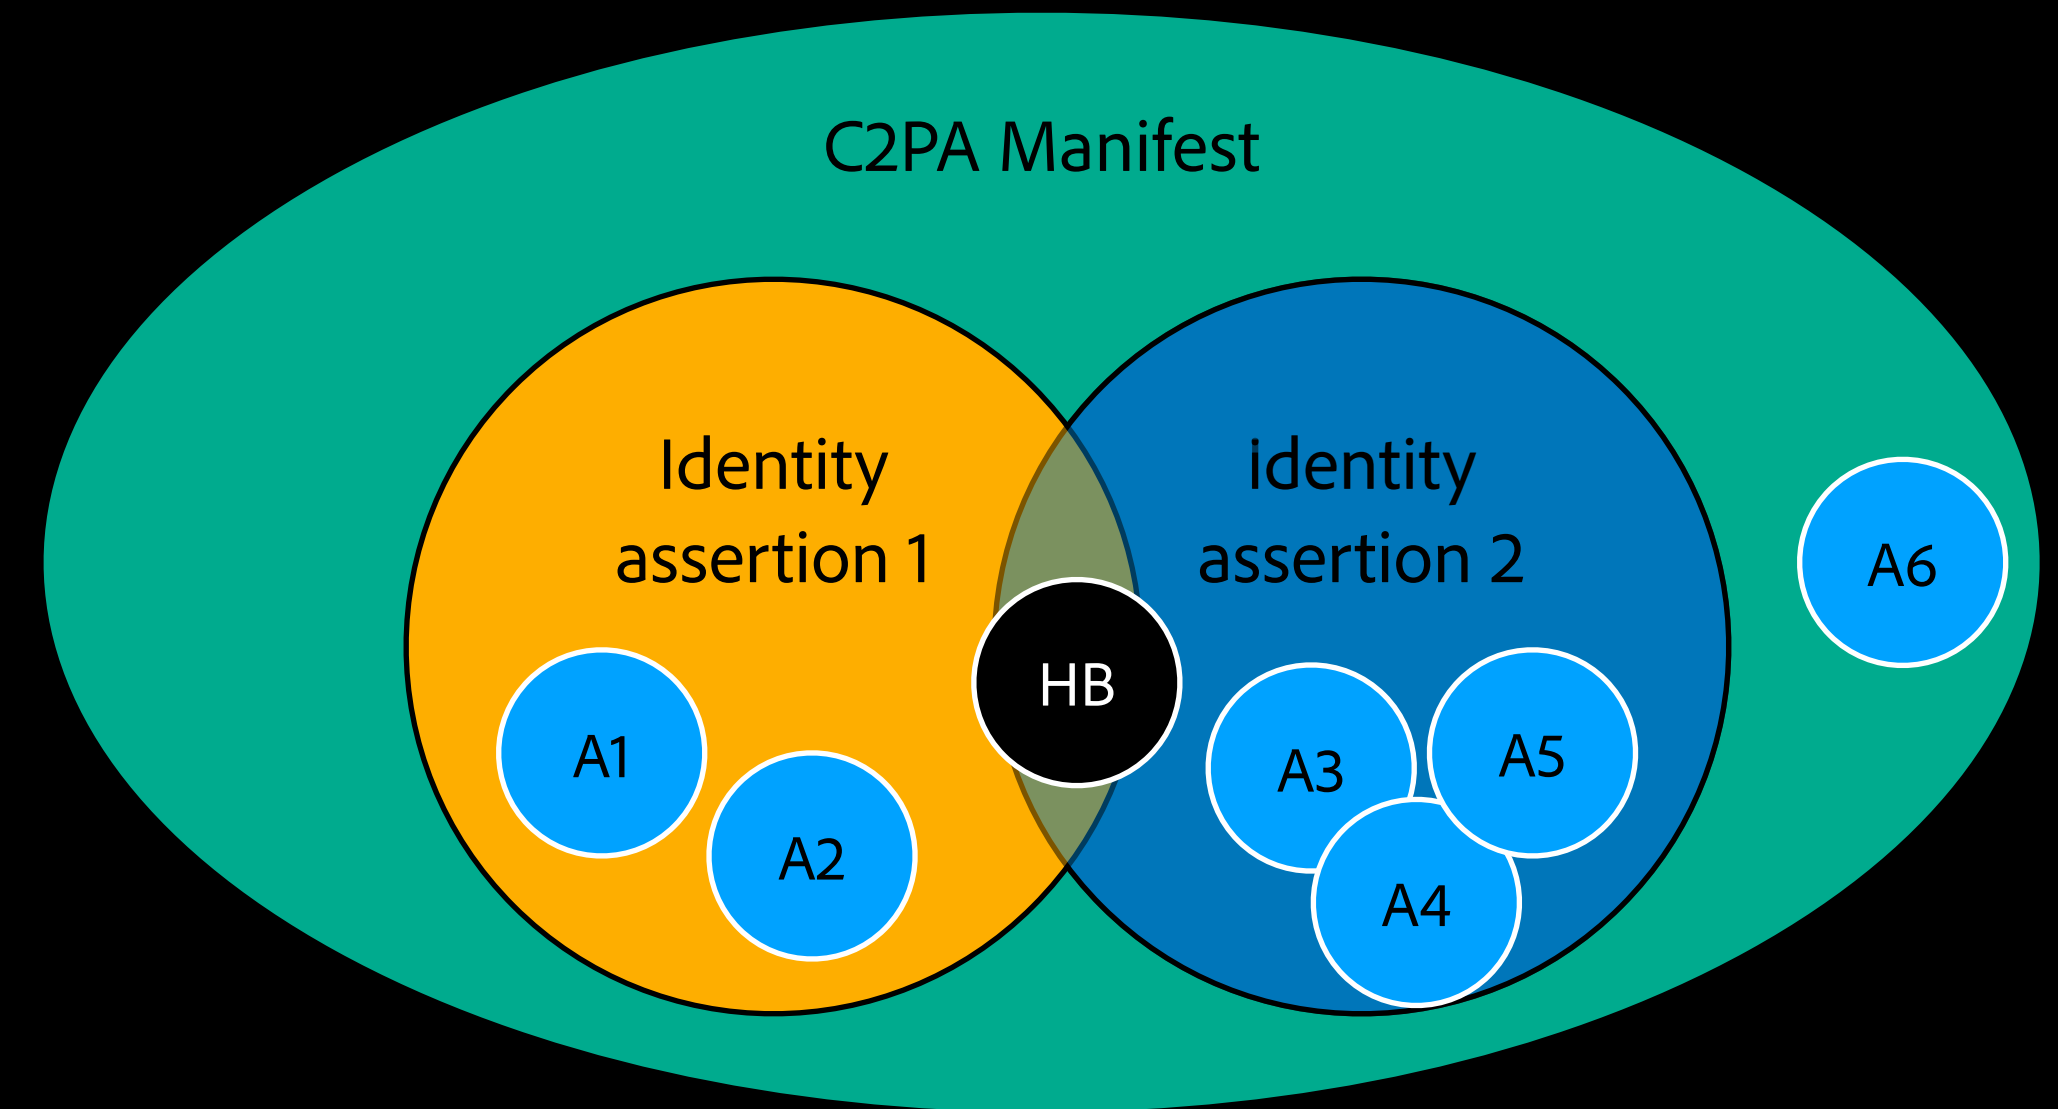 C2PA Manifest
Identity
assertion 1
identity
assertion 2
A6
HB
A1
A2
A3
A5
A4